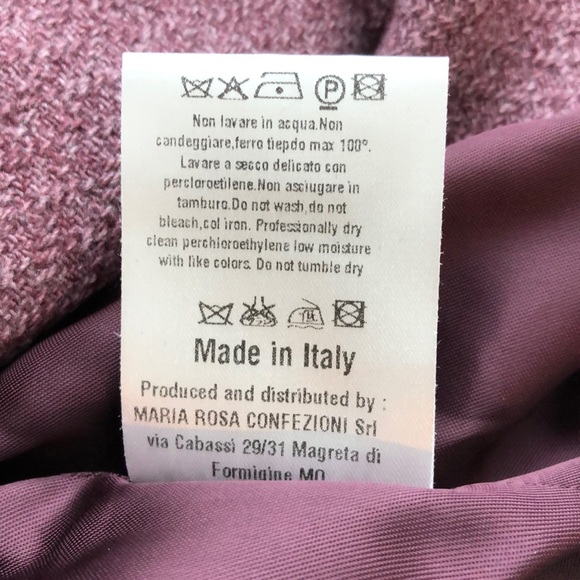 P
Non lavare in acqua.Non
candeggiare,ferro tiepdo max 100°.
Lavare a secco delicato con
percloroetilene.Non asciugare in
tamburo.Do not wash,do not
bleach,col iron. Professionally dry
clean perchloroethylene low moisture
with like colors. Do not tumble dry
Made in Italy
Produced and distributed by :
MARIA ROSA CONFEZIONI Srl
via Cabassi 29/31 Magreta di
Formigine MO